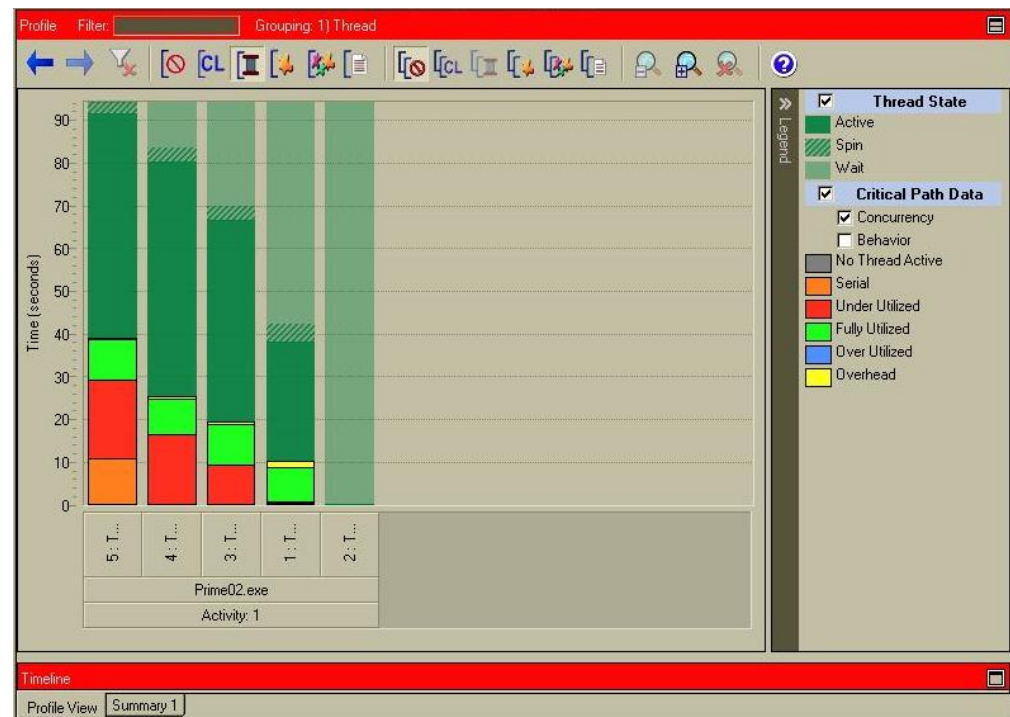 Profile Filter: Grouping: 1) Thread
CL CL
Time (seconds)
90
80
70
60
50
40
30
20
10
0
5 : T...
4 : T...
3 : T...
1 : T...
2 : T...
Prime02.exe
Activity: 1
Legend
Thread State
Active
Spin
Wait
Critical Path Data
Concurrency
Behavior
No Thread Active
Serial
Under Utilized
Fully Utilized
Over Utilized
Overhead
Timeline
Profile View Summary 1